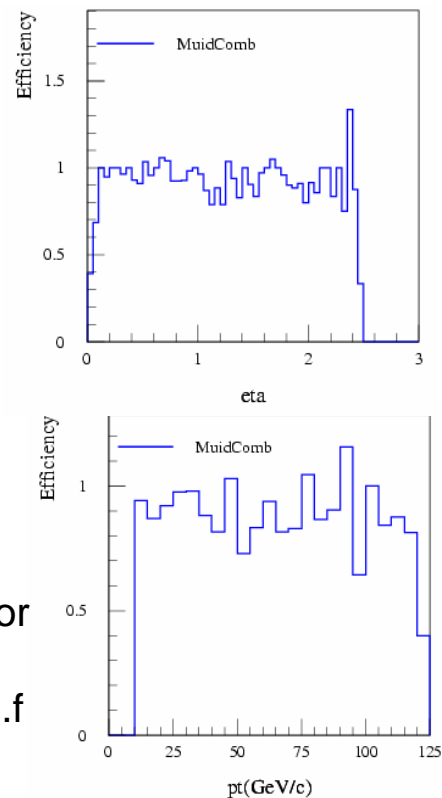 Efficiency
MuidComb
1.5
1
0.5
0
0 1 2 3
eta
Efficiency
MuidComb
1
0.5
0
0 25 50 75 100 125
pt(GeV/c)
or
.f